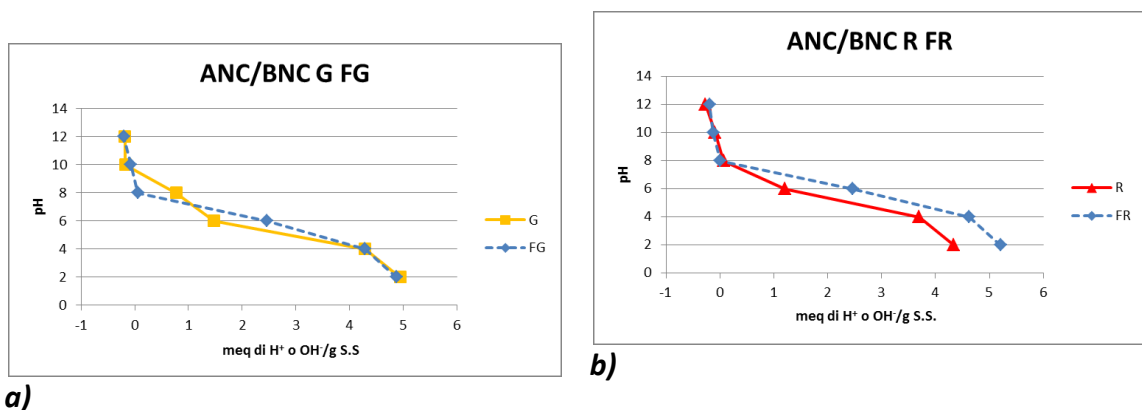 ANC/BNC G FG
14
12
10
8
6
4
2
0
pH
-1 0 1 2 3 4 5 6
meq di H⁺ o OH⁻/g S.S
G
FG
a)
ANC/BNC R FR
14
12
10
8
6
4
2
0
pH
-1 0 1 2 3 4 5 6
meq di H⁺ o OH⁻/g S.S.
R
FR
b)